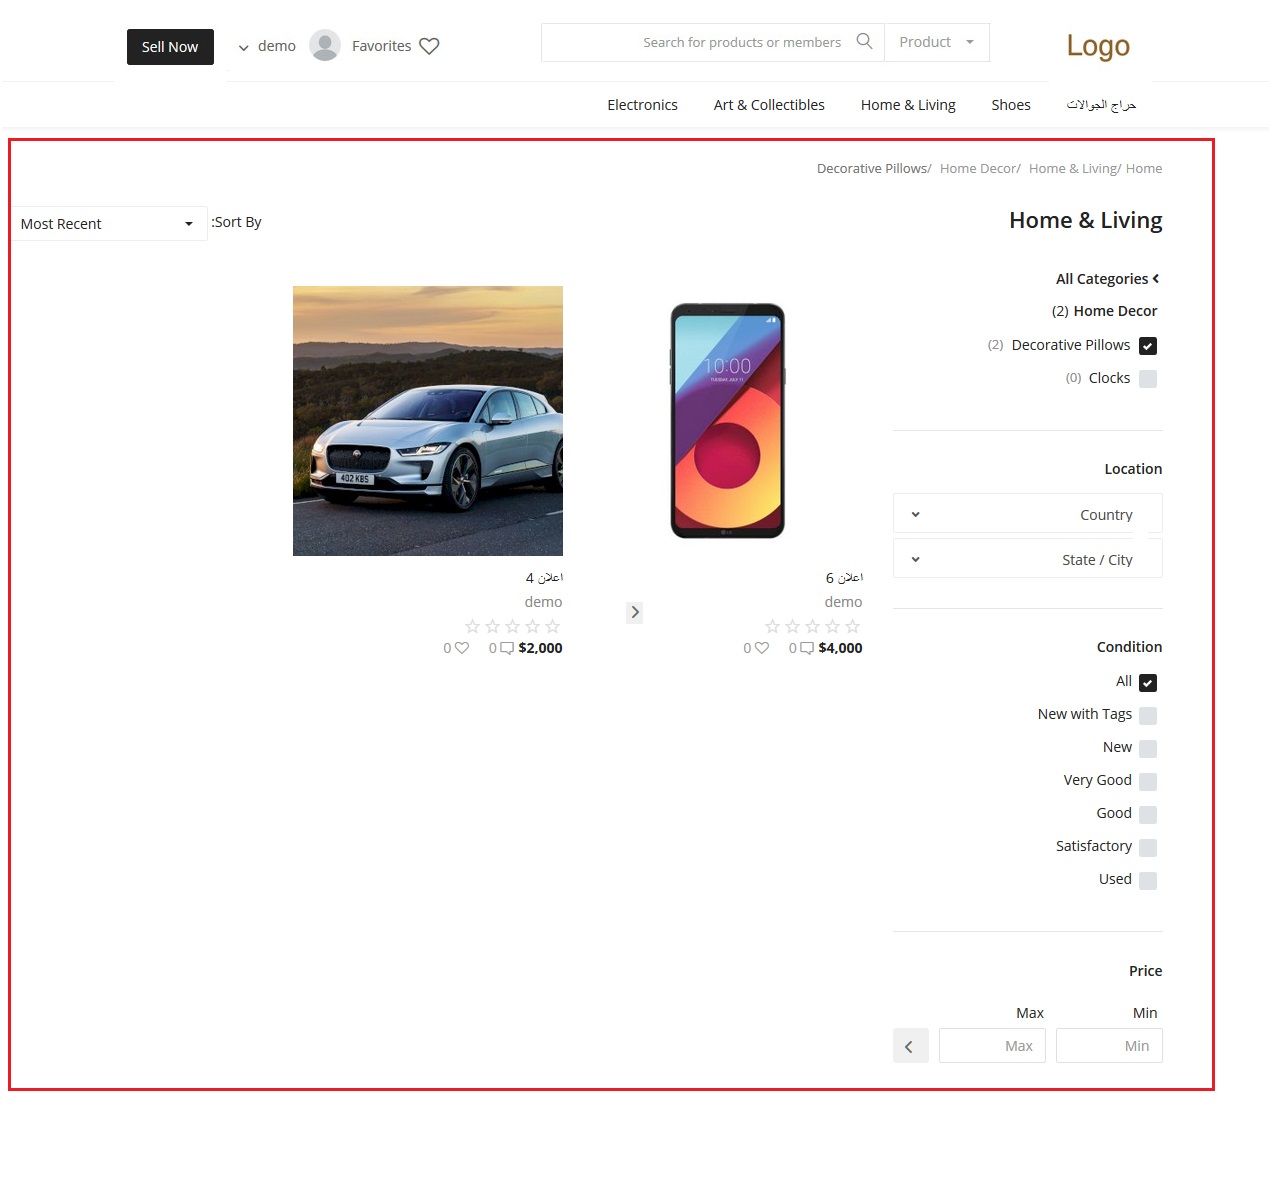 Logo
Product
Search for products or members
Favorites
demo
Sell Now
حراج الجوالات
Shoes
Home & Living
Art & Collectibles
Electronics
Decorative Pillows/ Home Decor/ Home & Living/ Home
Home & Living
:Sort By
Most Recent
All Categories
(2) Home Decor
(2) Decorative Pillows
(0) Clocks
Location
Country
State / City
Condition
All
New with Tags
New
Very Good
Good
Satisfactory
Used
Price
Min
Max
Min
Max
10:00
TUESDAY, JULY 11
LG
اعلان 6
demo
0 0 $4,000
402 KBS
اعلان 4
demo
0 0 $2,000